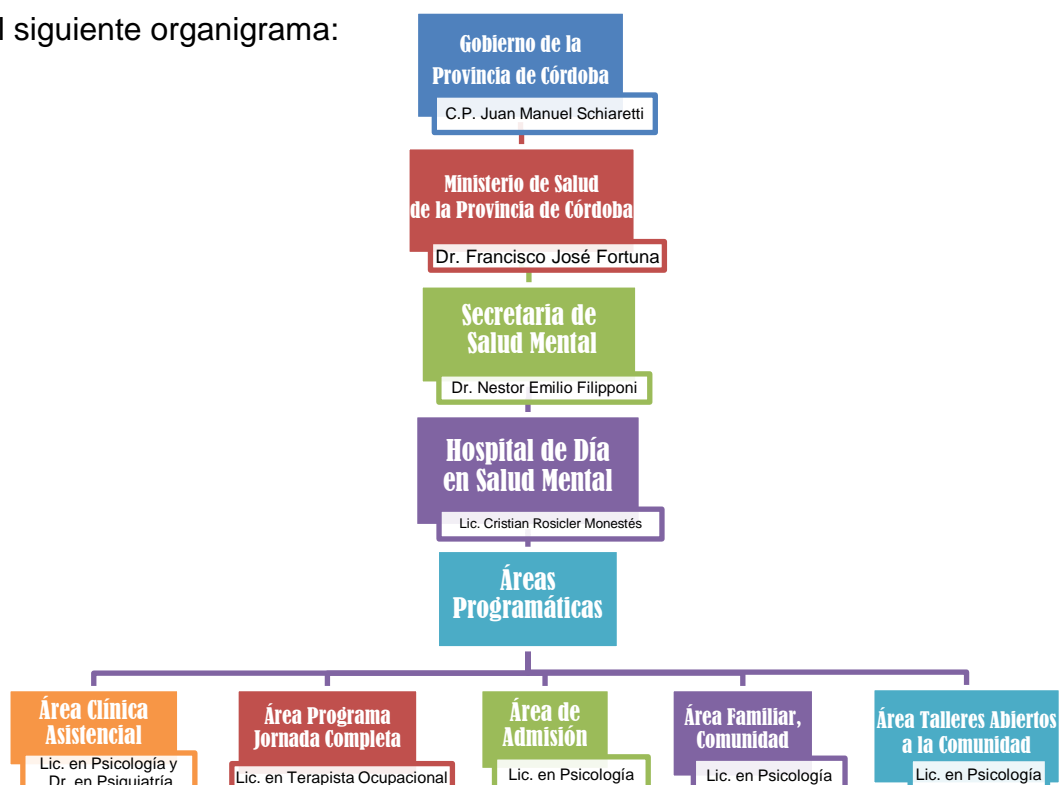 l siguiente organigrama:
Gobierno de la
Provincia de Córdoba
C.P. Juan Manuel Schiaretti
Ministerio de Salud
de la Provincia de Córdoba
Dr. Francisco José Fortuna
Secretaria de
Salud Mental
Dr. Nestor Emilio Filipponi
Hospital de Día
en Salud Mental
Lic. Cristian Rosicler Monestés
Áreas
Programáticas
Área Clínica
Asistencial
Lic. en Psicología y
Dr. en Psiquiatría
Área Programa
Jornada Completa
Lic. en Terapista Ocupacional
Área de
Admisión
Lic. en Psicología
Área Familiar,
Comunidad
Lic. en Psicología
Área Talleres Abiertos
a la Comunidad
Lic. en Psicología